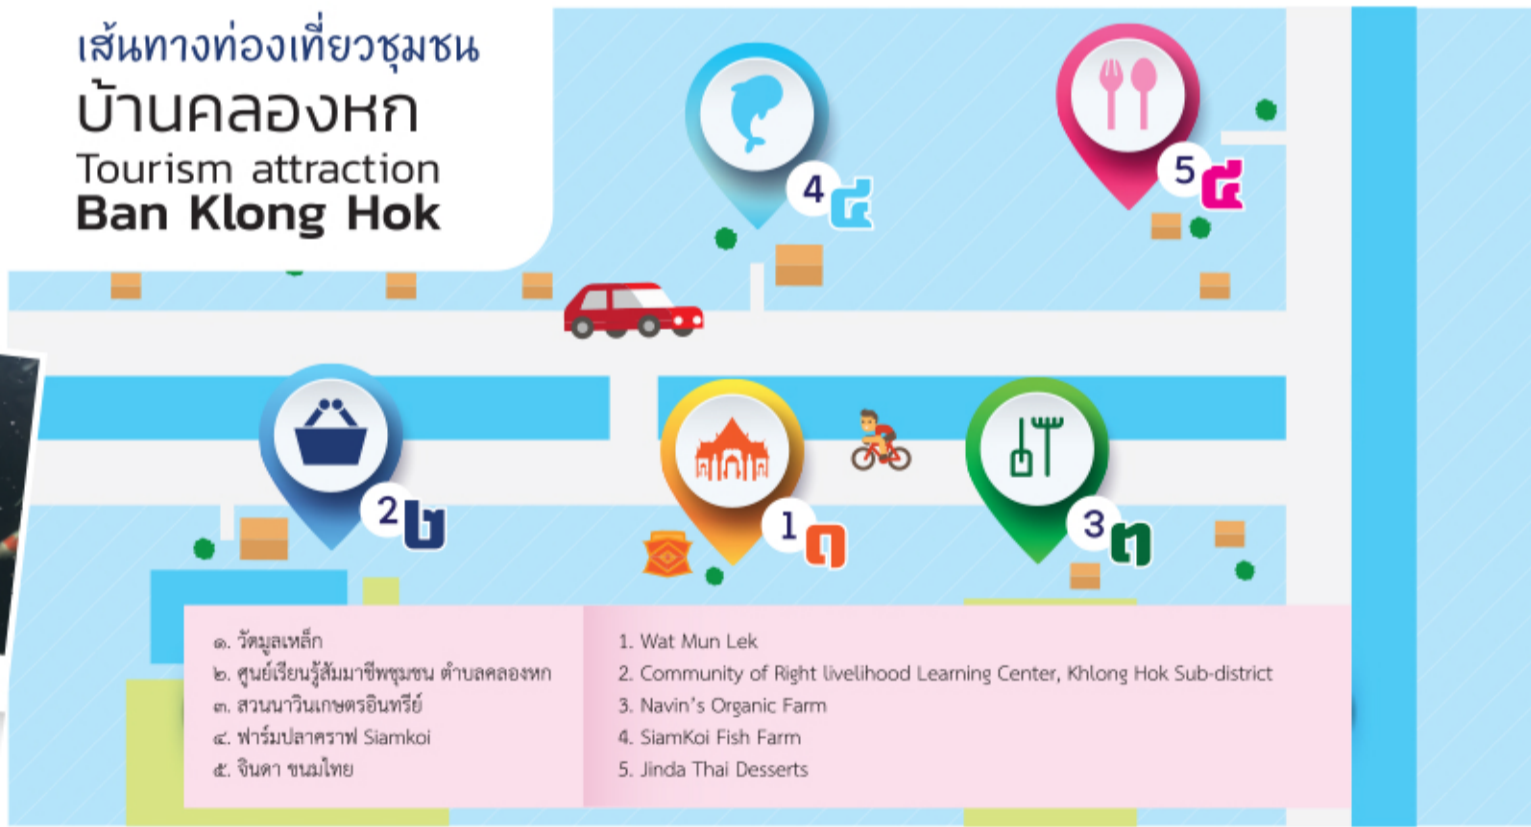 เส้นทางท่องเที่ยวชุมชน
บ้านคลองหก
Tourism attraction
Ban Klong Hok
4 ๔
5 ๔
2 ๒
1 ๑
3 ๓
๑. วัดมูลเหล็ก
๒. ศูนย์เรียนรู้สัมมาชีพชุมชน ตำบลคลองหก
๓. สวนนาวินเกษตรอินทรีย์
๔. ฟาร์มปลาคราฟ Siamkoi
๕. จินดา ขนมไทย
1. Wat Mun Lek
2. Community of Right livelihood Learning Center, Khlong Hok Sub-district
3. Navin's Organic Farm
4. SiamKoi Fish Farm
5. Jinda Thai Desserts